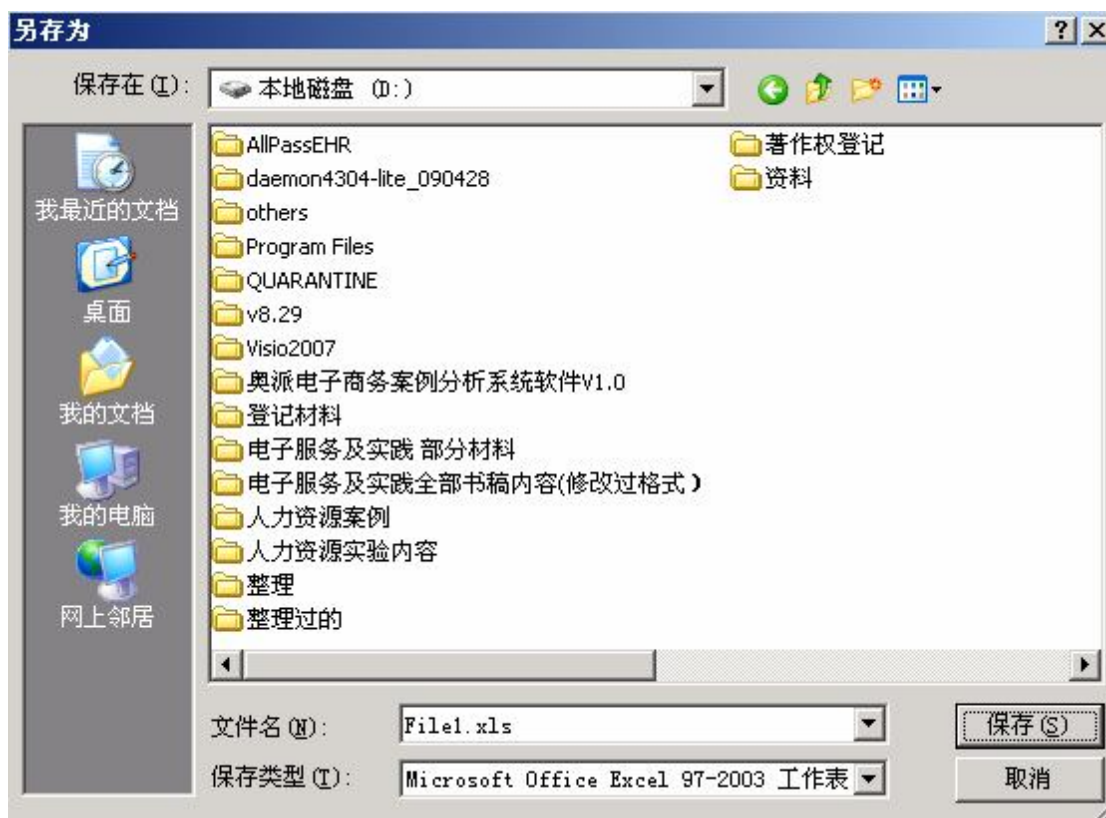 另存为
保存在(I):
本地磁盘 (D:)
我最近的文档
桌面
我的文档
我的电脑
网上邻居
AllPassEHR
daemon4304-lite_090428
others
Program Files
QUARANTINE
v8.29
Visio2007
奥派电子商务案例分析系统软件V1.0
登记材料
电子服务及实践 部分材料
电子服务及实践全部书稿内容(修改过格式）
人力资源案例
人力资源实验内容
整理
整理过的
著作权登记
资料
文件名(N):
File1.xls
保存(S)
保存类型(T):
Microsoft Office Excel 97-2003 工作表
取消